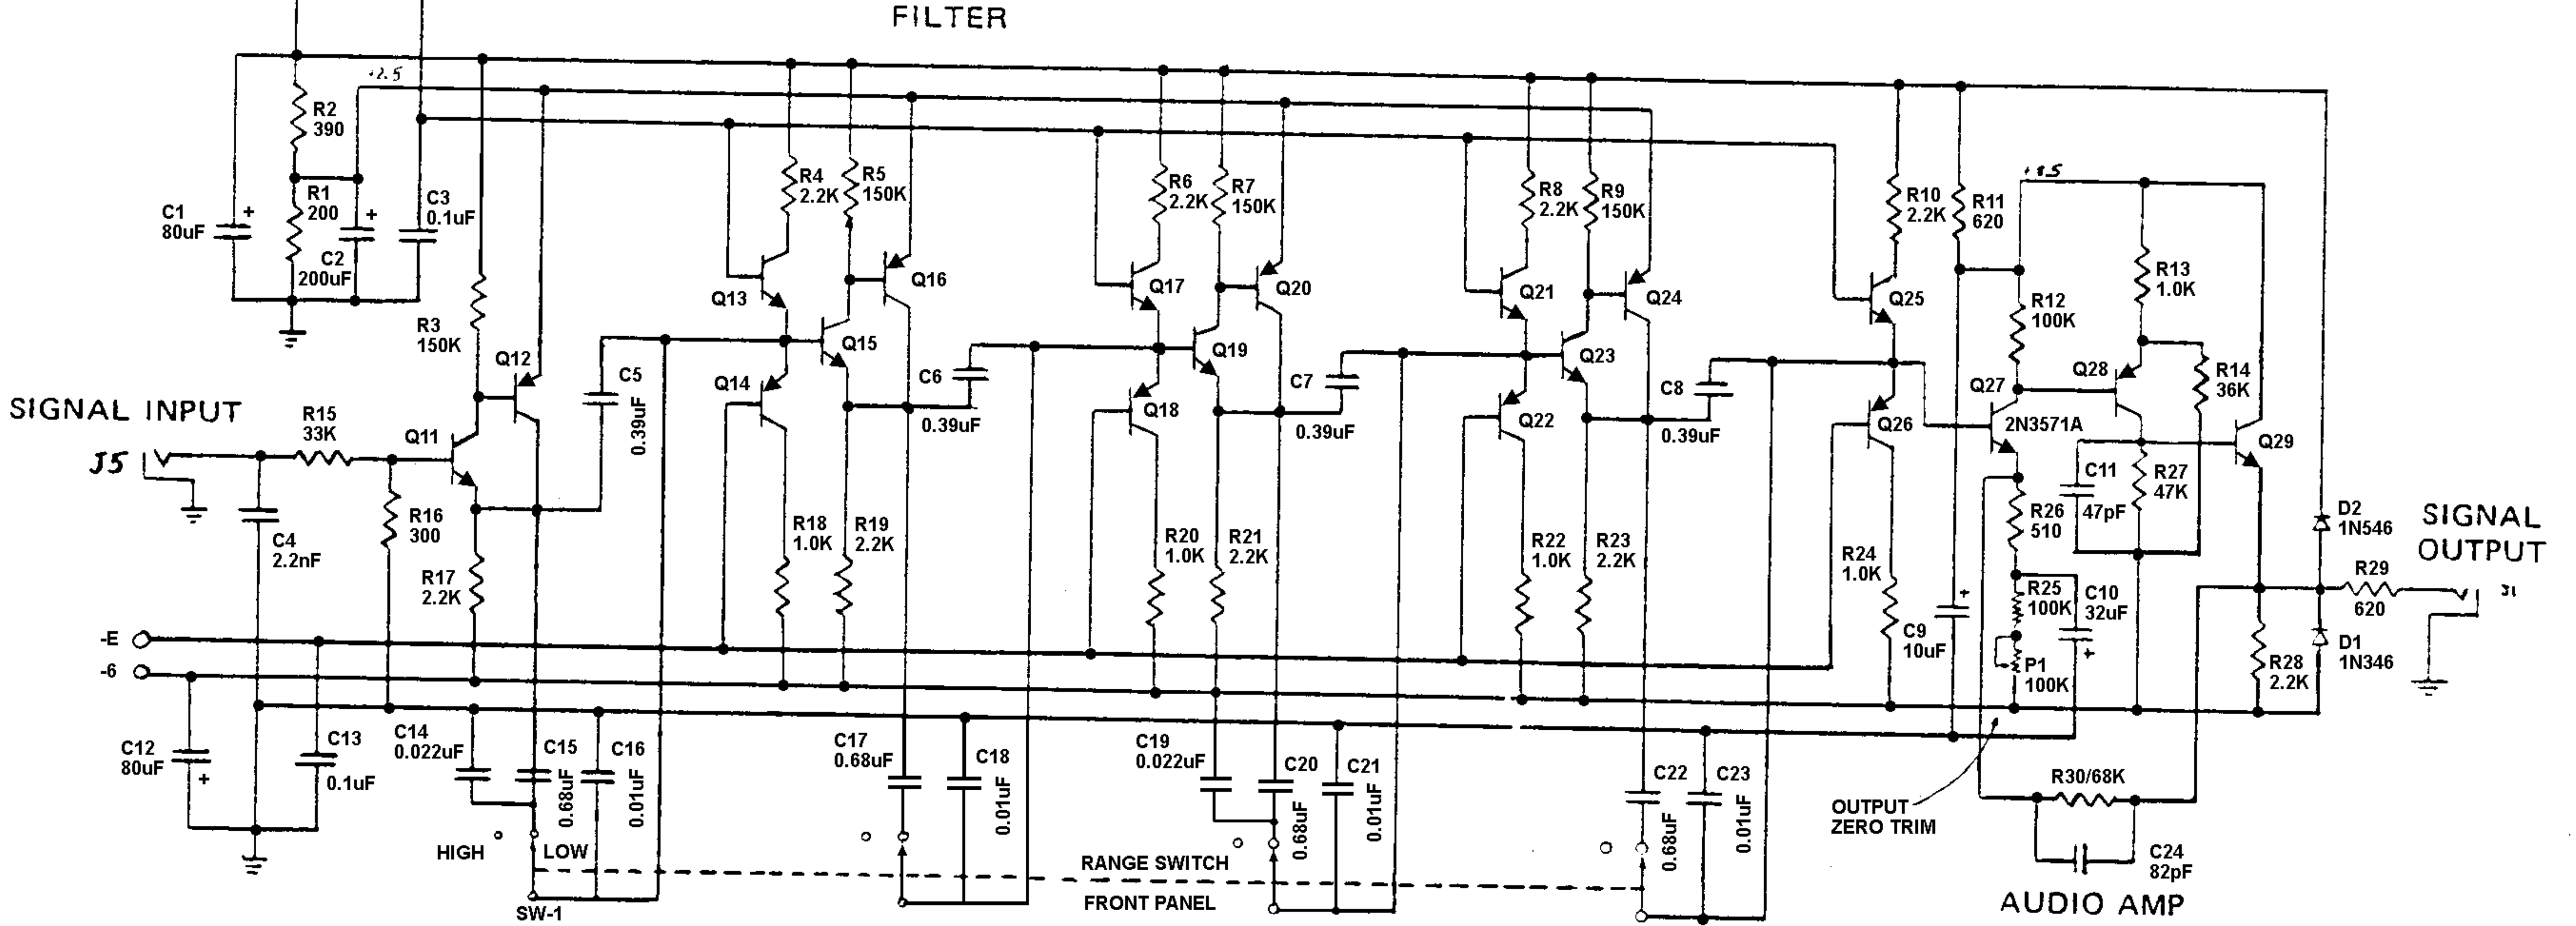 FILTER
+2.5
R2
390
R1
200
C3
0.1uF
C1
80uF
+
+
C2
200uF
R3
150K
Q12
R4
2.2K
R5
150K
Q13
Q16
Q15
Q14
C5
0.39uF
C6
0.39uF
R6
2.2K
R7
150K
Q17
Q20
Q19
Q18
C7
0.39uF
R8
2.2K
R9
150K
Q21
Q24
Q23
Q22
C8
0.39uF
R10
2.2K
R11
620
Q25
Q26
R12
100K
R13
1.0K
Q27
2N3571A
Q28
R14
36K
Q29
C11
47pF
R27
47K
SIGNAL INPUT
J5
R15
33K
Q11
R16
300
C4
2.2nF
R17
2.2K
R18
1.0K
R19
2.2K
R20
1.0K
R21
2.2K
R22
1.0K
R23
2.2K
R24
1.0K
R26
510
D2
1N546
SIGNAL
OUTPUT
R29
620
J1
R25
100K
C10
32uF
+
C9
10uF
+
P1
100K
R28
2.2K
D1
1N346
-E
-6
C12
80uF
+
C13
0.1uF
C14
0.022uF
C15
0.68uF
C16
0.01uF
C17
0.68uF
C18
0.01uF
C19
0.022uF
C20
0.68uF
C21
0.01uF
C22
0.68uF
C23
0.01uF
OUTPUT
ZERO TRIM
R30/68K
C24
82pF
HIGH
LOW
RANGE SWITCH
FRONT PANEL
SW-1
AUDIO AMP